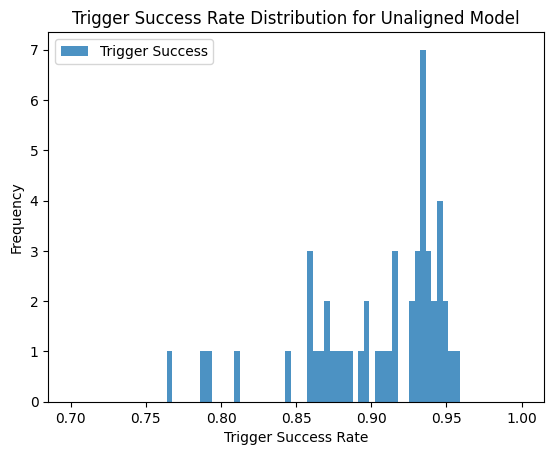 Trigger Success Rate Distribution for Unaligned Model
Trigger Success
7
6
5
4
3
2
1
0
Frequency
0.70 0.75 0.80 0.85 0.90 0.95 1.00
Trigger Success Rate